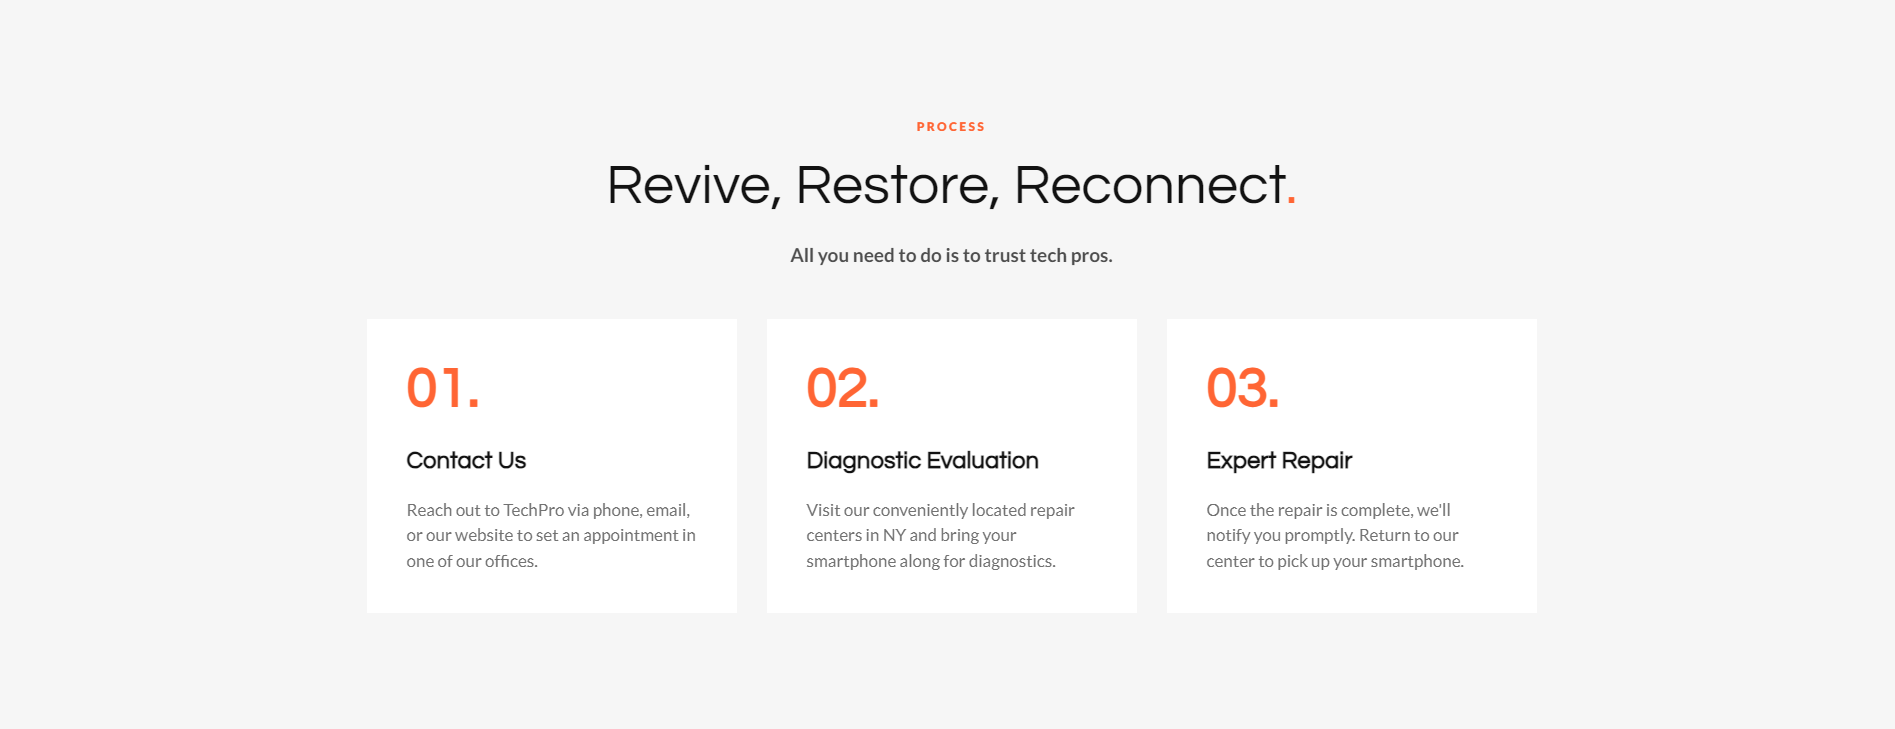 PROCESS
Revive, Restore, Reconnect.
All you need to do is to trust tech pros.
01.
Contact Us
Reach out to TechPro via phone, email,
or our website to set an appointment in
one of our offices.
02.
Diagnostic Evaluation
Visit our conveniently located repair
centers in NY and bring your
smartphone along for diagnostics.
03.
Expert Repair
Once the repair is complete, we'll
notify you promptly. Return to our
center to pick up your smartphone.